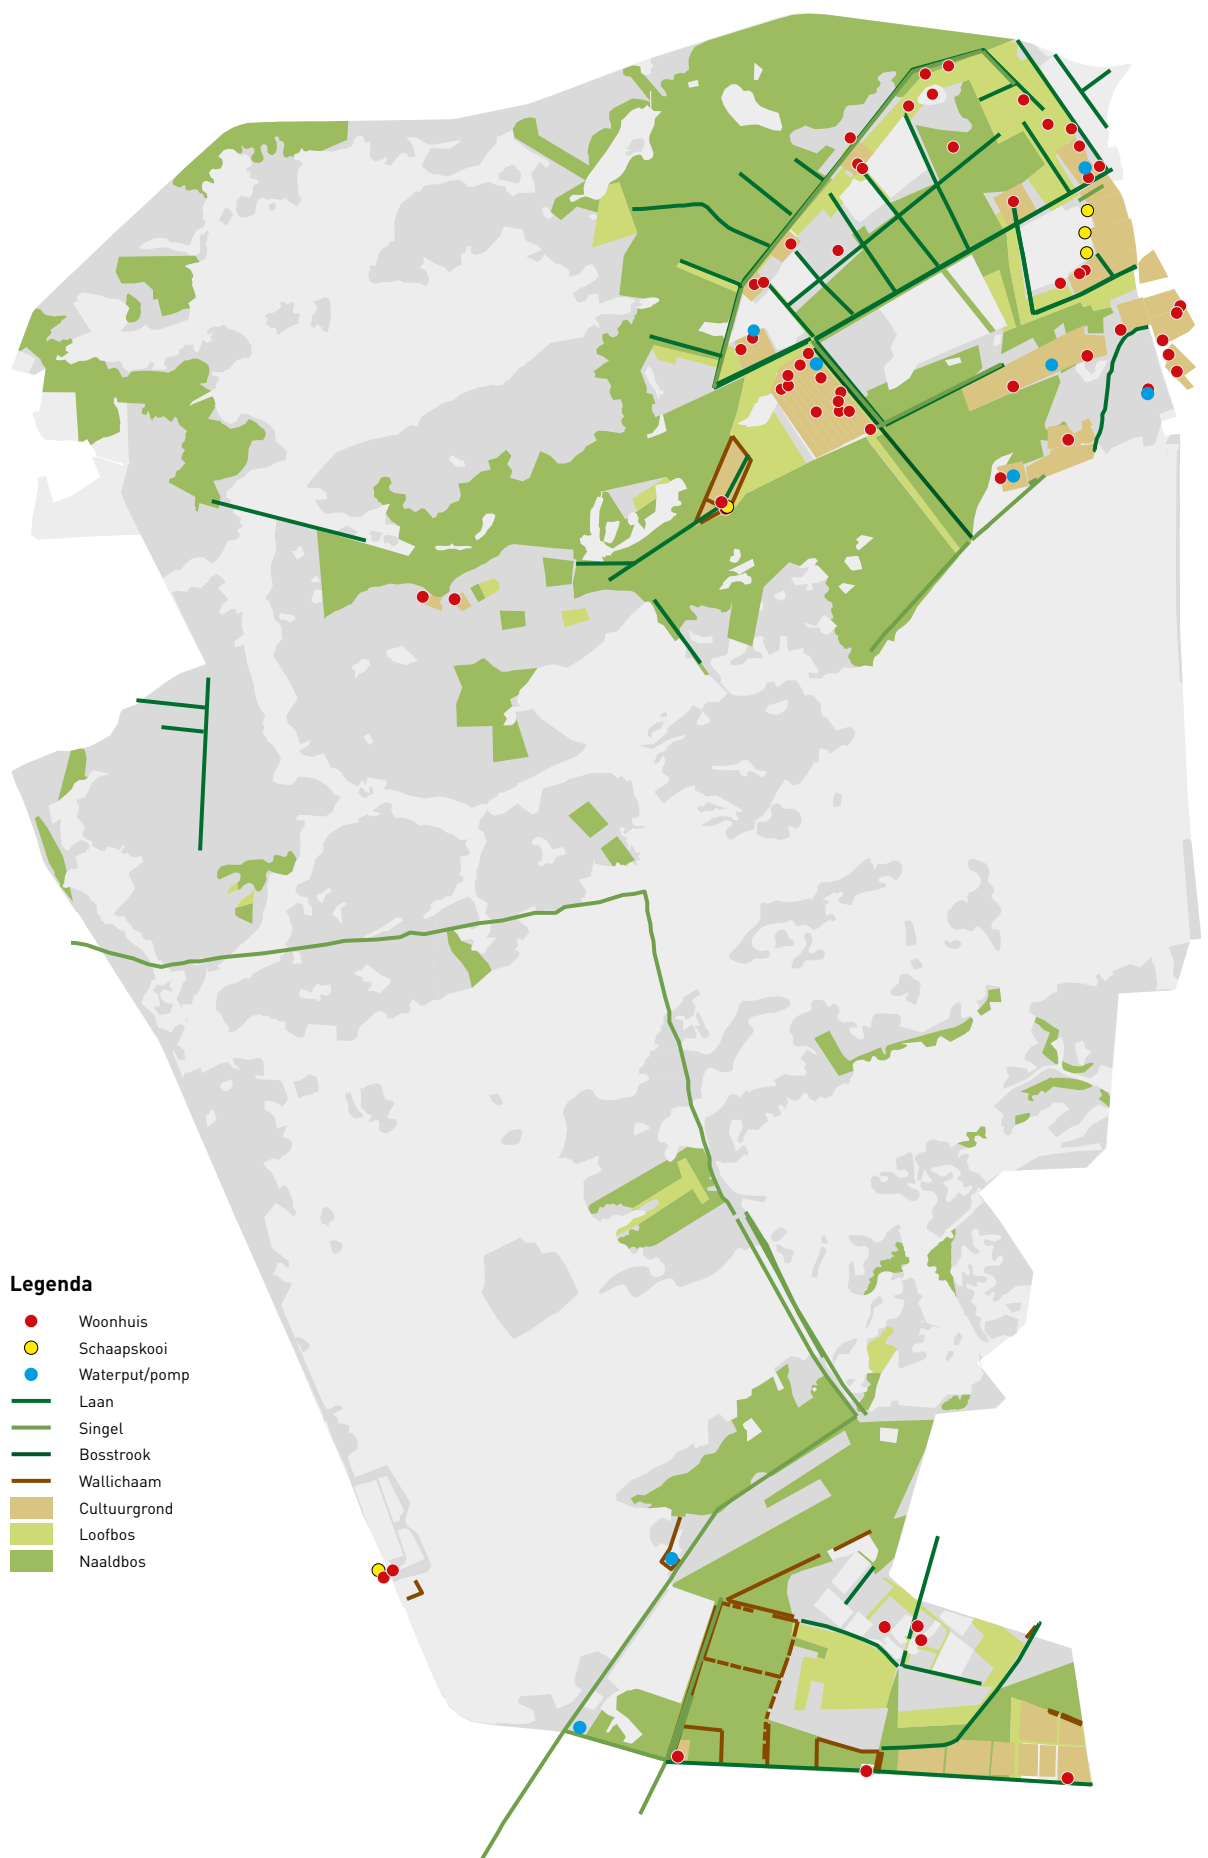 Legenda
Woonhuis
Schaapskooi
Waterput/pomp
Laan
Singel
Bosstrook
Wallichaam
Cultuurgrond
Loofbos
Naaldbos